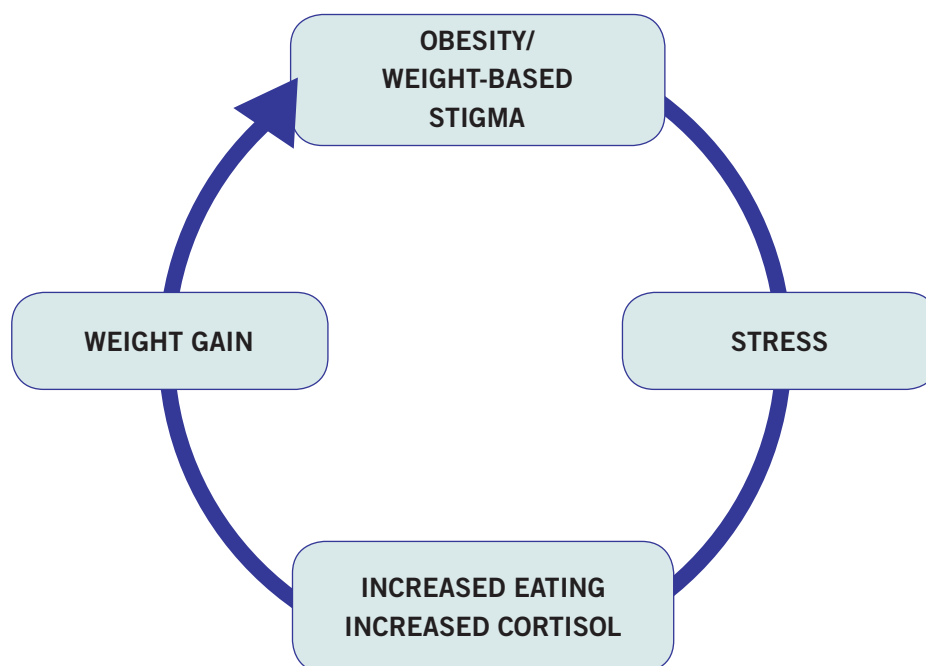 OBESITY/
WEIGHT-BASED
STIGMA
WEIGHT GAIN
STRESS
INCREASED EATING
INCREASED CORTISOL